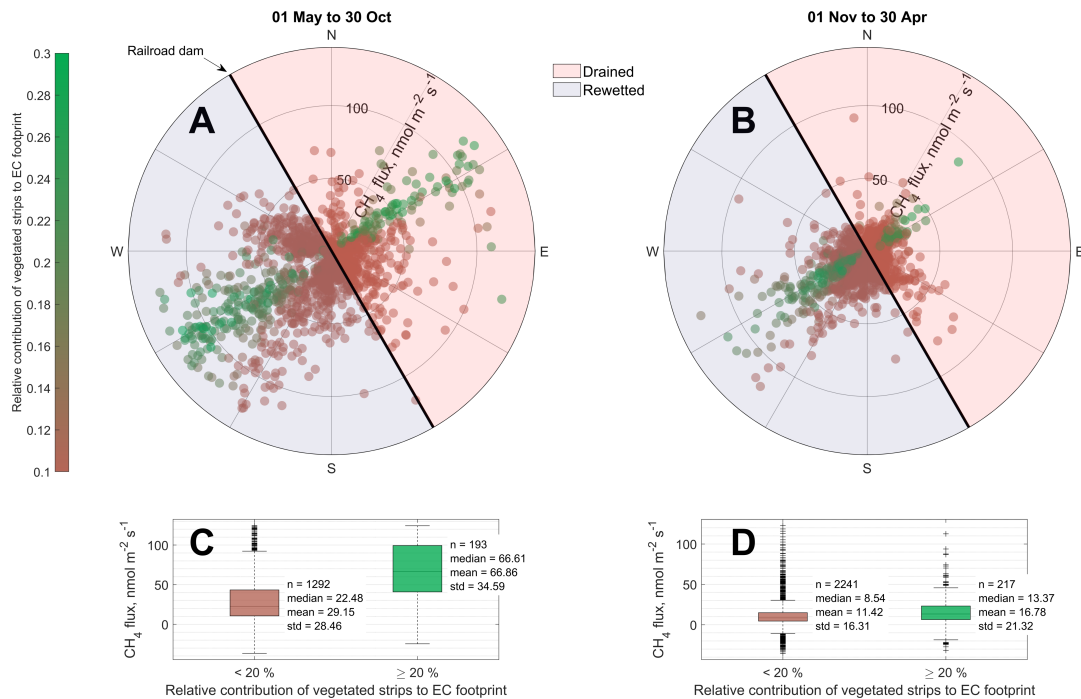 01 May to 30 Oct
01 Nov to 30 Apr
N
N
Railroad dam
Drained
Rewetted
A
B
100
50
CH4 flux, nmol m-2 s-1
100
50
CH4 flux, nmol m-2 s-1
W
E
W
E
S
S
0.3
0.28
0.26
0.24
0.22
0.2
0.18
0.16
0.14
0.12
0.1
Relative contribution of vegetated strips to EC footprint
C
CH4 flux, nmol m-2 s-1
100
50
0
n = 1292
median = 22.48
mean = 29.15
std = 28.46
n = 193
median = 66.61
mean = 66.86
std = 34.59
< 20 %
≥ 20 %
Relative contribution of vegetated strips to EC footprint
D
CH4 flux, nmol m-2 s-1
100
50
0
n = 2241
median = 8.54
mean = 11.42
std = 16.31
n = 217
median = 13.37
mean = 16.78
std = 21.32
< 20 %
≥ 20 %
Relative contribution of vegetated strips to EC footprint